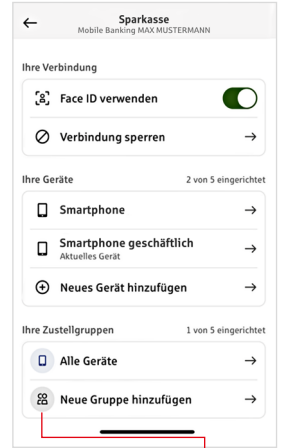 Sparkasse
Mobile Banking MAX MUSTERMANN
Ihre Verbindung
Face ID verwenden
Verbindung sperren
Ihre Geräte 2 von 5 eingerichtet
Smartphone
Smartphone geschäftlich
Aktuelles Gerät
Neues Gerät hinzufügen
Ihre Zustellgruppen 1 von 5 eingerichtet
Alle Geräte
Neue Gruppe hinzufügen